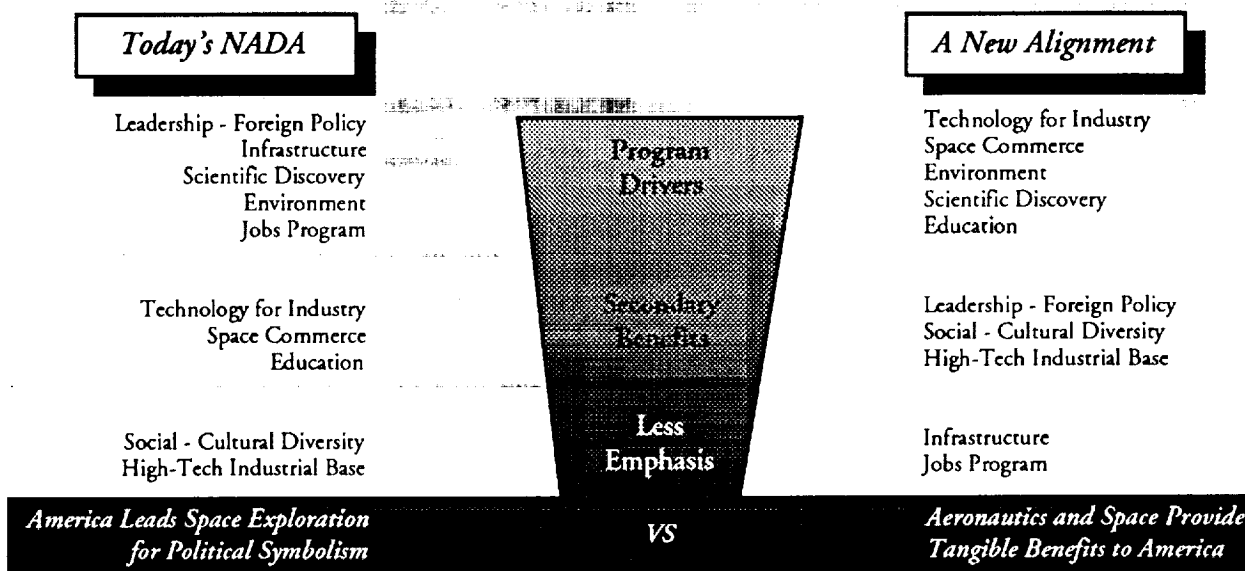 Today's NADA
Leadership - Foreign Policy
Infrastructure
Scientific Discovery
Environment
Jobs Program
Technology for Industry
Space Commerce
Education
Social - Cultural Diversity
High-Tech Industrial Base
America Leads Space Exploration
for Political Symbolism
Program
Drivers
Secondary
Benefits
Less
Emphasis
VS
A New Alignment
Technology for Industry
Space Commerce
Environment
Scientific Discovery
Education
Leadership - Foreign Policy
Social - Cultural Diversity
High-Tech Industrial Base
Infrastructure
Jobs Program
Aeronautics and Space Provide
Tangible Benefits to America